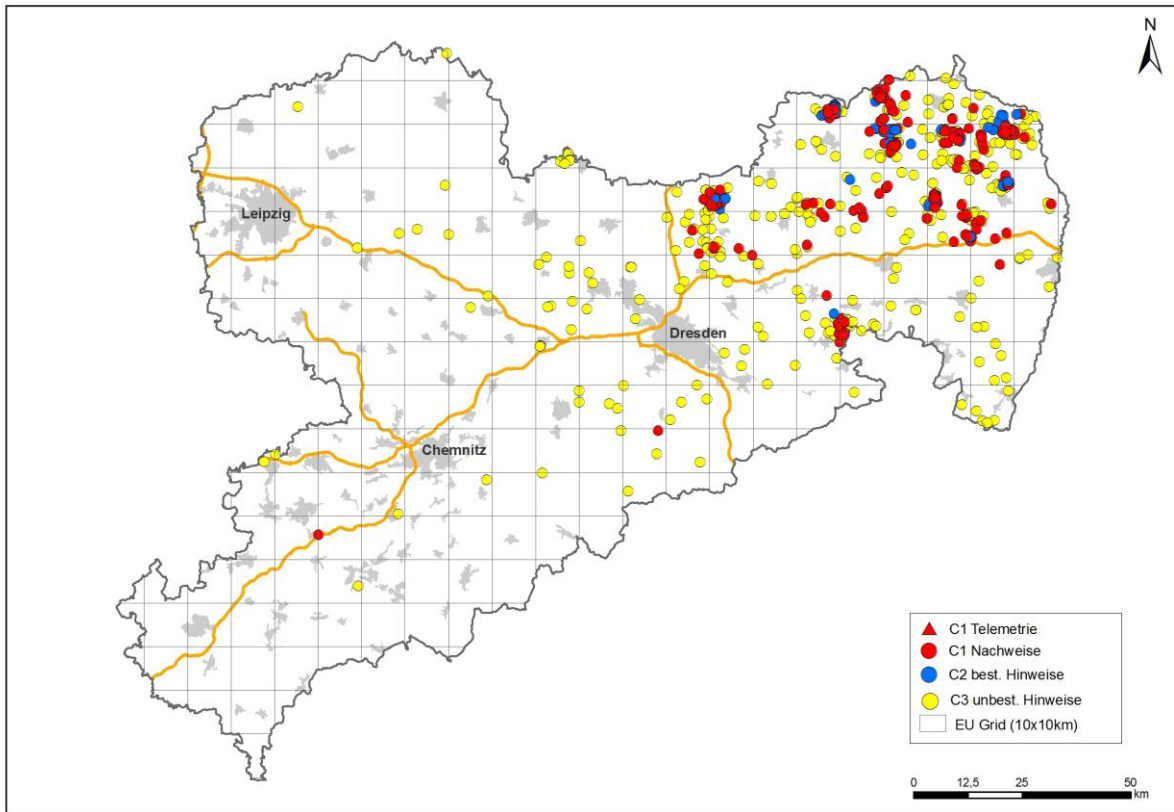 N
Leipzig
Dresden
Chemnitz
C1 Telemetrie
C1 Nachweise
C2 best. Hinweise
C3 unbest. Hinweise
EU Grid (10x10km)
0 12,5 25 50
km